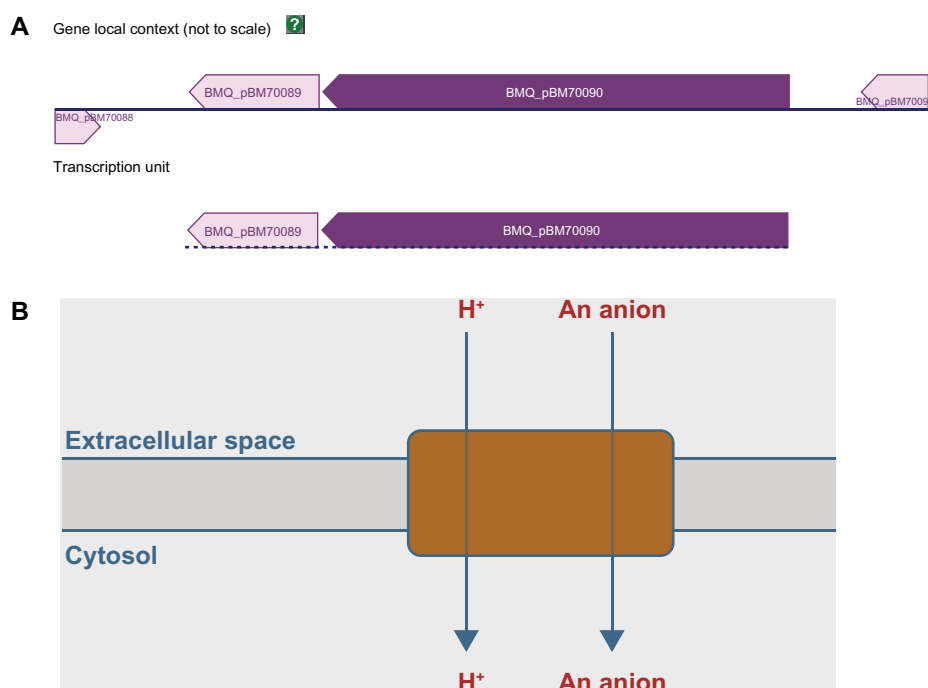 A
Gene local context (not to scale) ?
BMQ_pBM70089
BMQ_pBM70090
BMQ_pBM7009
BMQ_pBM70088
Transcription unit
BMQ_pBM70089
BMQ_pBM70090
B
H+
An anion
Extracellular space
Cytosol
H+
An anion